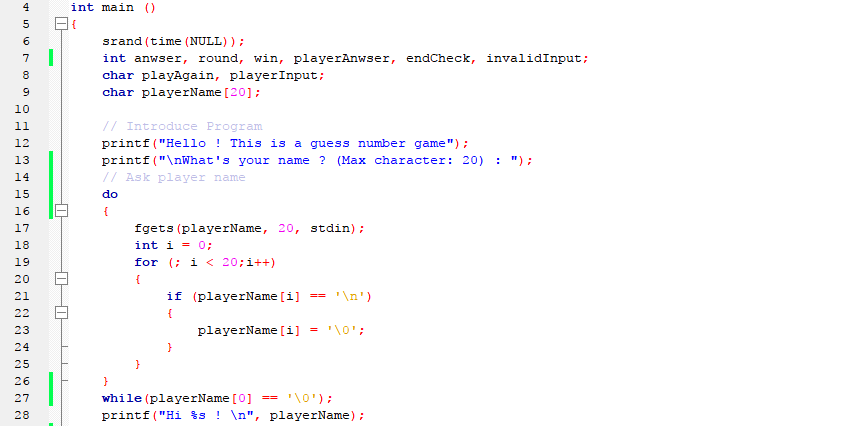 4 int main ()
5 {
6 srand(time(NULL));
7 int anwser, round, win, playerAnwser, endCheck, invalidInput;
8 char playAgain, playerInput;
9 char playerName[20];
10
11 // Introduce Program
12 printf("Hello ! This is a guess number game");
13 printf("\nWhat's your name ? (Max character: 20) : ");
14 // Ask player name
15 do
16 {
17 fgets(playerName, 20, stdin);
18 int i = 0;
19 for (; i < 20;i++)
20 {
21 if (playerName[i] == '\n')
22 {
23 playerName[i] = '\0';
24 }
25 }
26 }
27 while(playerName[0] == '\0');
28 printf("Hi %s ! \n", playerName);